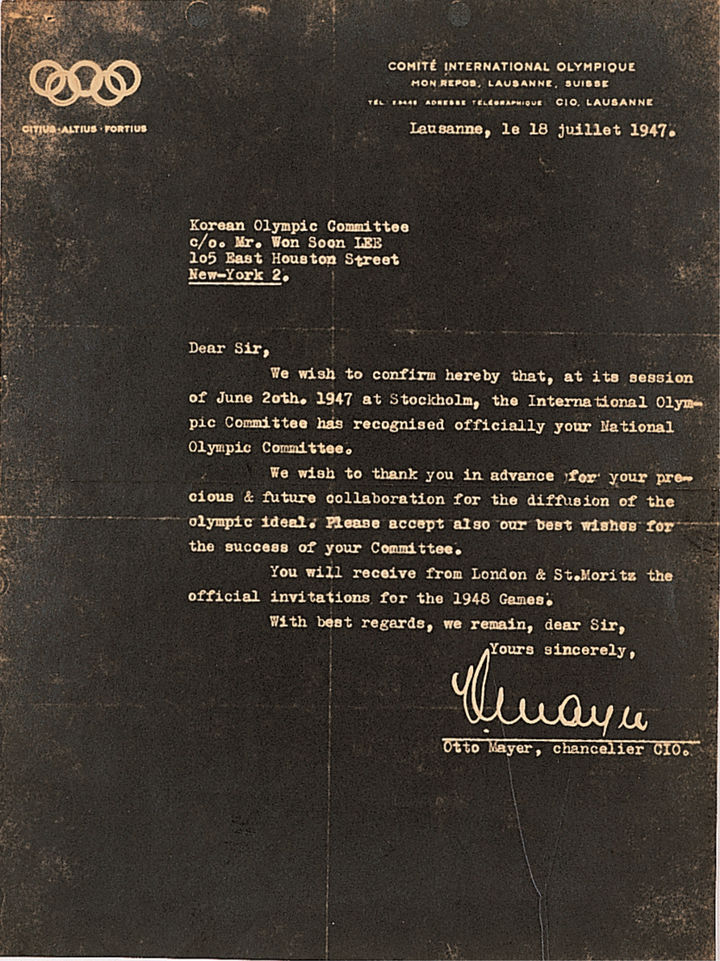 COMITÉ INTERNATIONAL OLYMPIQUE
MON REPOS, LAUSANNE, SUISSE
TÉL. ADRESSE TÉLÉGRAPHIQUE CIO, LAUSANNE
CITIUS · ALTIUS · FORTIUS
Lausanne, le 18 juillet 1947.
Korean Olympic Committee
c/o. Mr. Won Soon LEE
105 East Houston Street
New-York 2.
Dear Sir,
We wish to confirm hereby that, at its session
of June 20th. 1947 at Stockholm, the International Olym-
pic Committee has recognised officially your National
Olympic Committee.
We wish to thank you in advance for your pre-
cious & future collaboration for the diffusion of the
olympic ideal. Please accept also our best wishes for
the success of your Committee.
You will receive from London & St.Moritz the
official invitations for the 1948 Games.
With best regards, we remain, dear Sir,
Yours sincerely,
Otto Mayer, chancelier CIO.